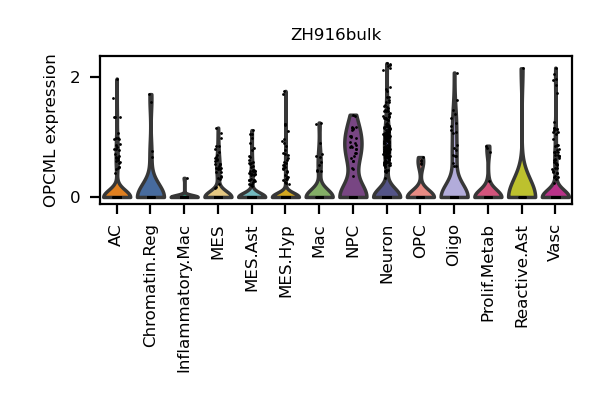 ZH916bulk
OPCML expression
2
0
AC
Chromatin.Reg
Inflammatory.Mac
MES
MES.Ast
MES.Hyp
Mac
NPC
Neuron
OPC
Oligo
Prolif.Metab
Reactive.Ast
Vasc